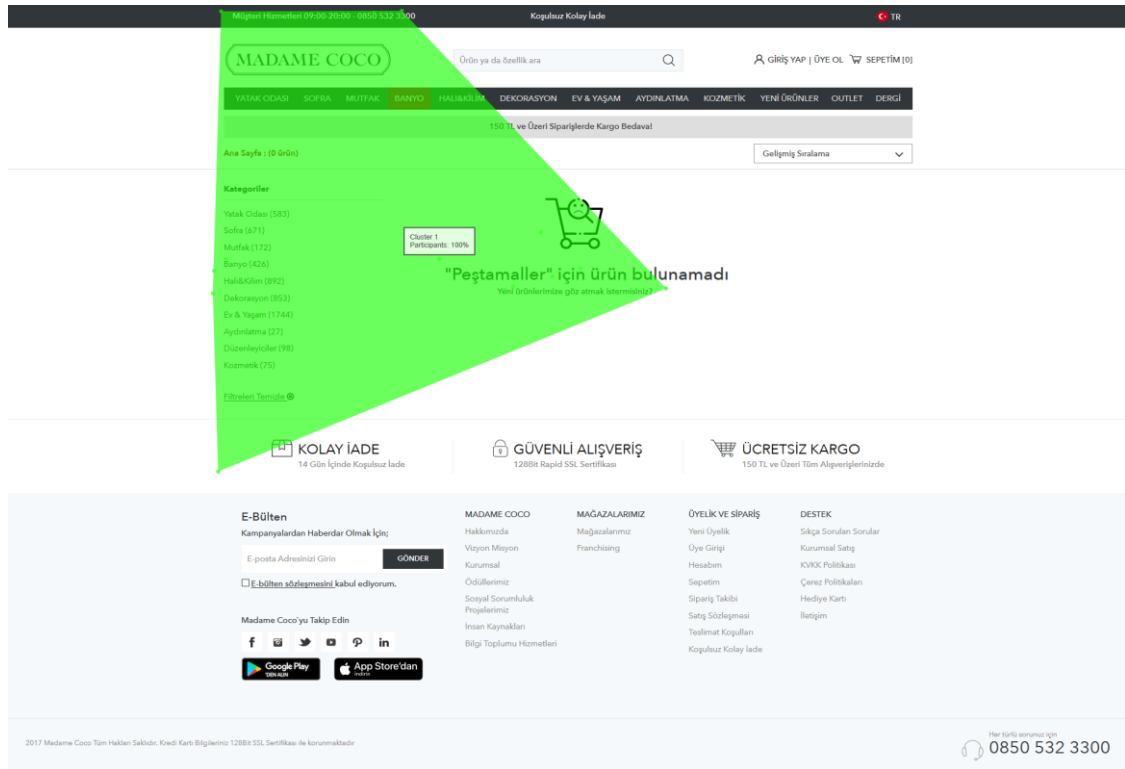 Müşteri Hizmetleri 09:00-20:00 - 0850 532 3300
Koşulsuz Kolay İade
TR
MADAME COCO
Ürün ya da özellik ara
GİRİŞ YAP | ÜYE OL
SEPETİM [0]
YATAK ODASI SOFRA MUTFAK BANYO HALI&KİLİM DEKORASYON EV & YAŞAM AYDINLATMA KOZMETİK YENİ ÜRÜNLER OUTLET DERGİ
150 TL ve Üzeri Siparişlerde Kargo Bedava!
Ana Sayfa : (0 ürün)
Gelişmiş Sıralama
Kategoriler
Yatak Odası (583)
Sofra (671)
Mutfak (172)
Banyo (426)
Halı&Kilim (892)
Dekorasyon (853)
Ev & Yaşam (1744)
Aydınlatma (27)
Düzenleyiciler (98)
Kozmetik (75)
Filtreleri Temizle
Cluster 1
Participants: 100%
"Peştamaller" için ürün bulunamadı
Yeni ürünlerimize göz atmak istermisiniz?
KOLAY İADE
14 Gün İçinde Koşulsuz İade
GÜVENLİ ALIŞVERİŞ
128Bit Rapid SSL Sertifikası
ÜCRETSİZ KARGO
150 TL ve Üzeri Tüm Alışverişlerinizde
E-Bülten
Kampanyalardan Haberdar Olmak İçin;
E-posta Adresinizi Girin
GÖNDER
E-bülten sözleşmesini kabul ediyorum.
Madame Coco'yu Takip Edin
Google Play
'DEN ALIN
App Store'dan
İndirin
MADAME COCO
Hakkımızda
Vizyon Misyon
Kurumsal
Ödüllerimiz
Sosyal Sorumluluk
Projelerimiz
İnsan Kaynakları
Bilgi Toplumu Hizmetleri
MAĞAZALARIMIZ
Mağazalarımız
Franchising
ÜYELİK VE SİPARİŞ
Yeni Üyelik
Üye Girişi
Hesabım
Sepetim
Sipariş Takibi
Satış Sözleşmesi
Teslimat Koşulları
Koşulsuz Kolay İade
DESTEK
Sıkça Sorulan Sorular
Kurumsal Satış
KVKK Politikası
Çerez Politikaları
Hediye Kartı
İletişim
2017 Madame Coco Tüm Hakları Saklıdır. Kredi Kartı Bilgileriniz 128Bit SSL Sertifikası ile korunmaktadır
Her türlü sorunuz için
0850 532 3300